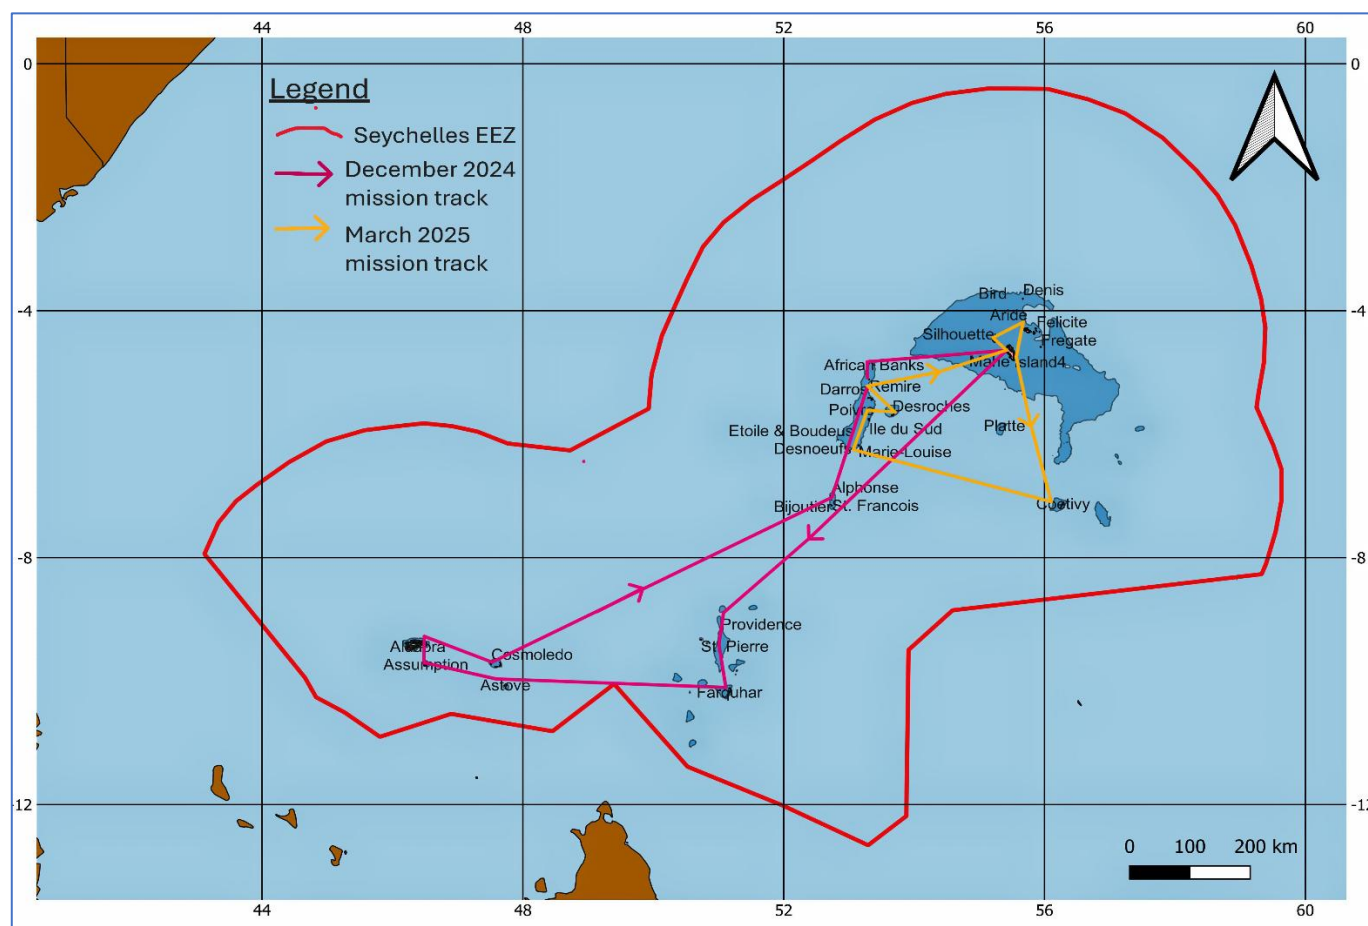 44 48 52 56 60
0 0
Legend
Seychelles EEZ
December 2024
mission track
March 2025
mission track
-4 -4
Bird Denis
Aride
Silhouette Felicite
Fregate
African Banks Mahe Island4
Darros Remire
Poivre Desroches
Etoile & Boudeuse Ile du Sud Platte
Desnoeufs Marie-Louise
Alphonse
Bijoutier St. Francois Coetivy
-8 -8
Providence
Aldabra Cosmoledo St. Pierre
Assumption
Astove Farquhar
-12 -12
0 100 200 km
44 48 52 56 60